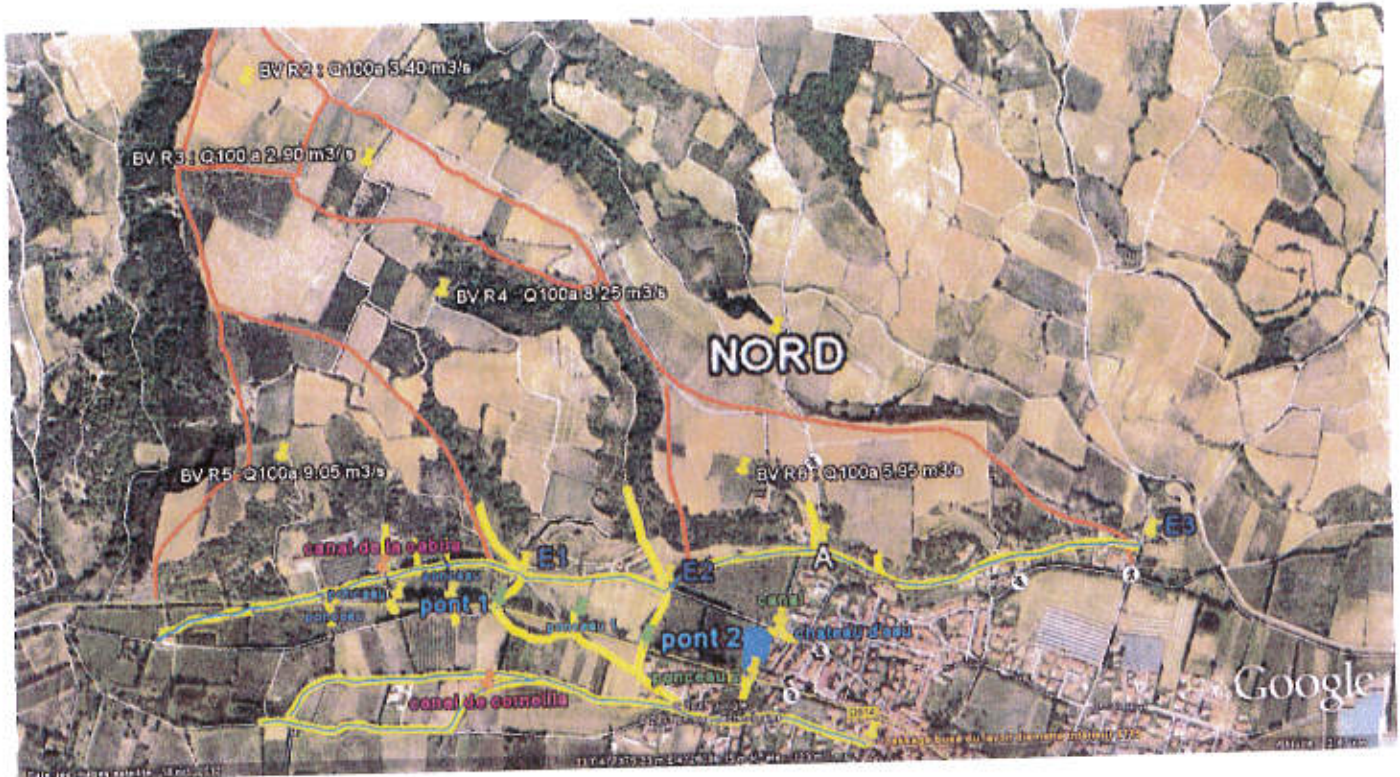 BV R2 : Q100a 3.40 m3/s
BV R3 : Q100 a 2.90 m3/s
BV R4 : Q100a 8.25 m3/s
NORD
BV R5 : Q100a 9.05 m3/s
BV R6 : Q100a 5.95 m3/s
E3
canal de la cabila
E1
E2
A
ponceau
ponceau
pont 1
ponceau
ponceau 1
canal
pont 2
chateau d'eau
ponceau 2
canal de corneilla
Google